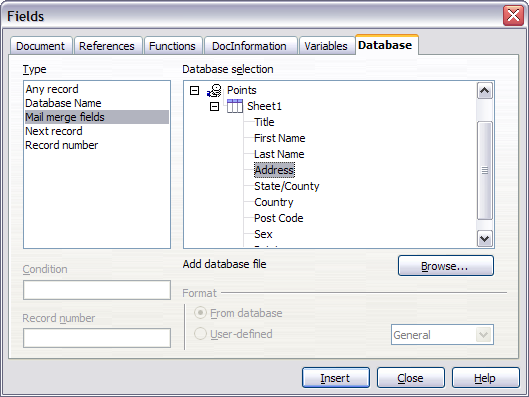 Fields
Document References Functions DocInformation Variables Database
Type
Any record
Database Name
Mail merge fields
Next record
Record number
Database selection
Points
Sheet1
Title
First Name
Last Name
Address
State/County
Country
Post Code
Sex
Add database file
Browse...
Condition
Record number
Format
From database
User-defined
General
Insert Close Help